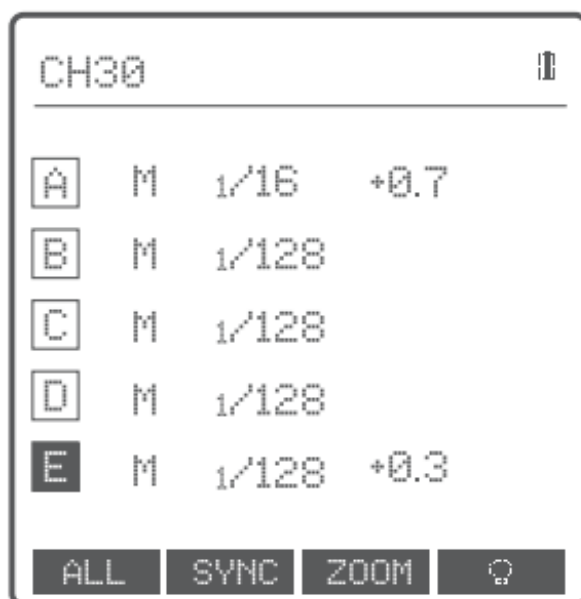 CH30
A M 1/16 +0.7
B M 1/128
C M 1/128
D M 1/128
E M 1/128 +0.3
ALL SYNC ZOOM